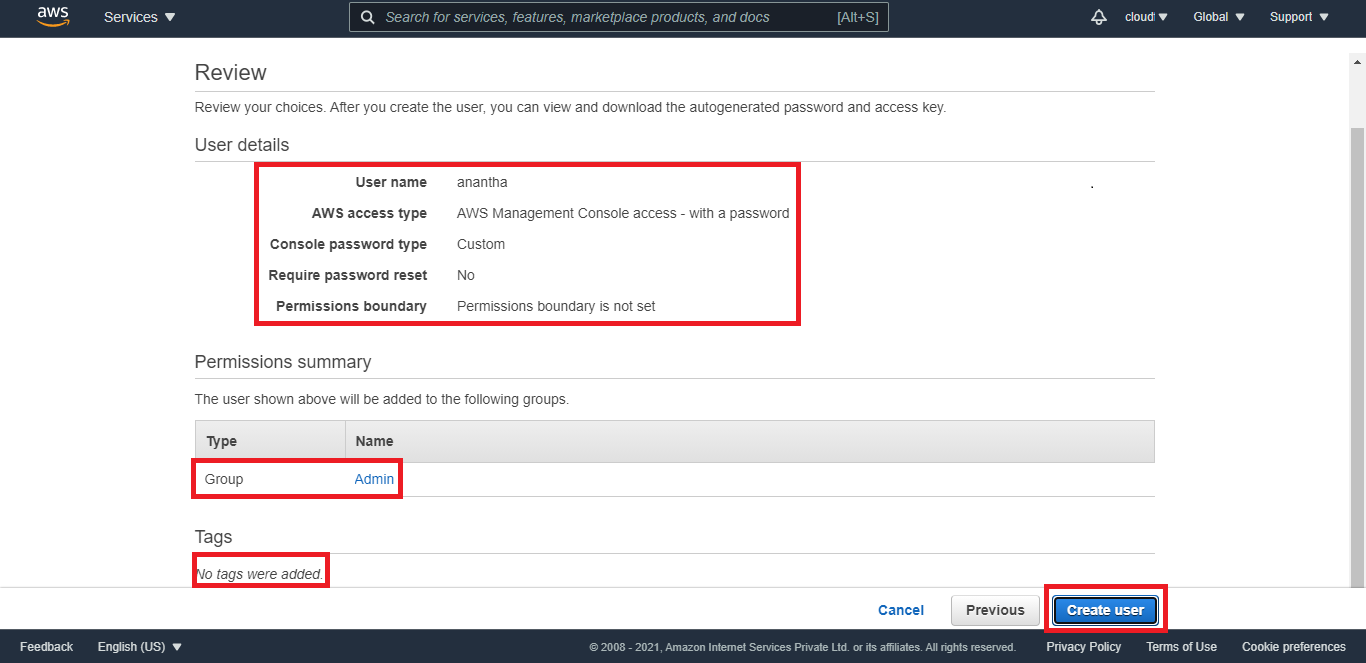 aws Services Search for services, features, marketplace products, and docs [Alt+S] cloud Global Support
Review
Review your choices. After you create the user, you can view and download the autogenerated password and access key.
User details
User name anantha
AWS access type AWS Management Console access - with a password
Console password type Custom
Require password reset No
Permissions boundary Permissions boundary is not set
Permissions summary
The user shown above will be added to the following groups.
Type Name
Group Admin
Tags
No tags were added.
Cancel Previous Create user
Feedback English (US) © 2008 - 2021, Amazon Internet Services Private Ltd. or its affiliates. All rights reserved. Privacy Policy Terms of Use Cookie preferences